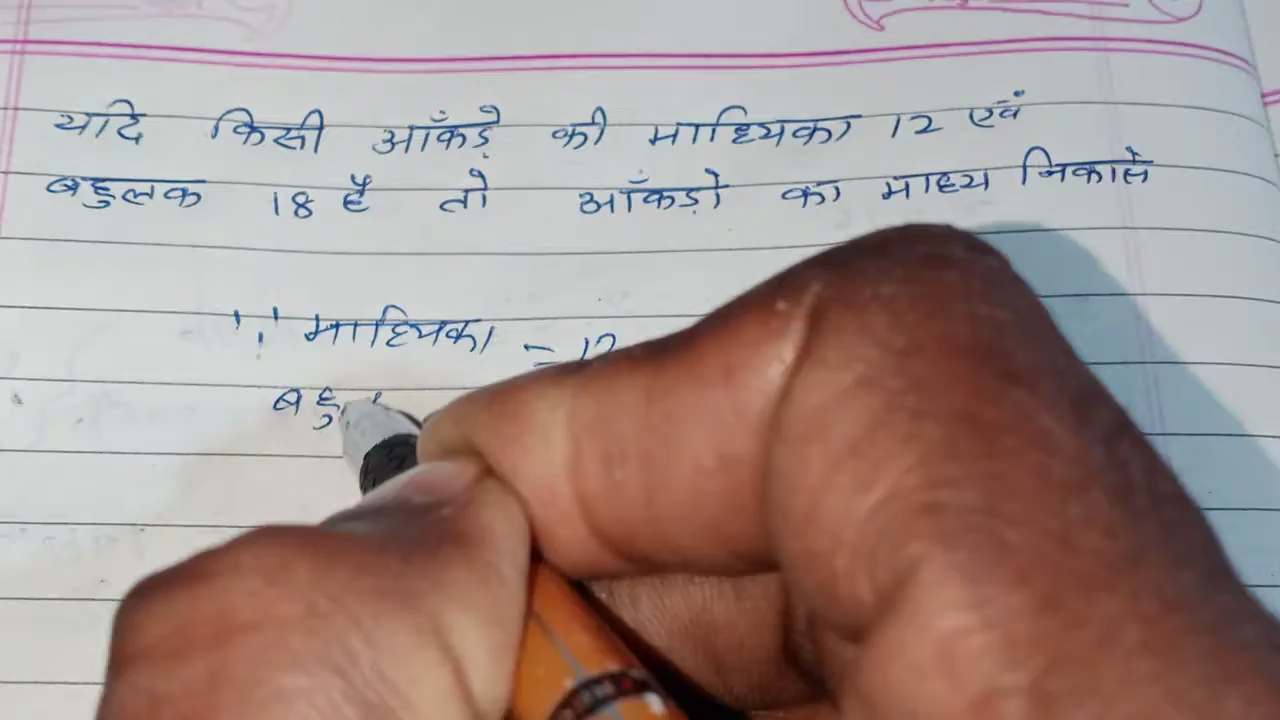 यदि किसी आँकड़े की माध्यिका 12 एवं
बहुलक 18 है तो आँकड़ो का माध्य निकाले
∵ माध्यिका = 12